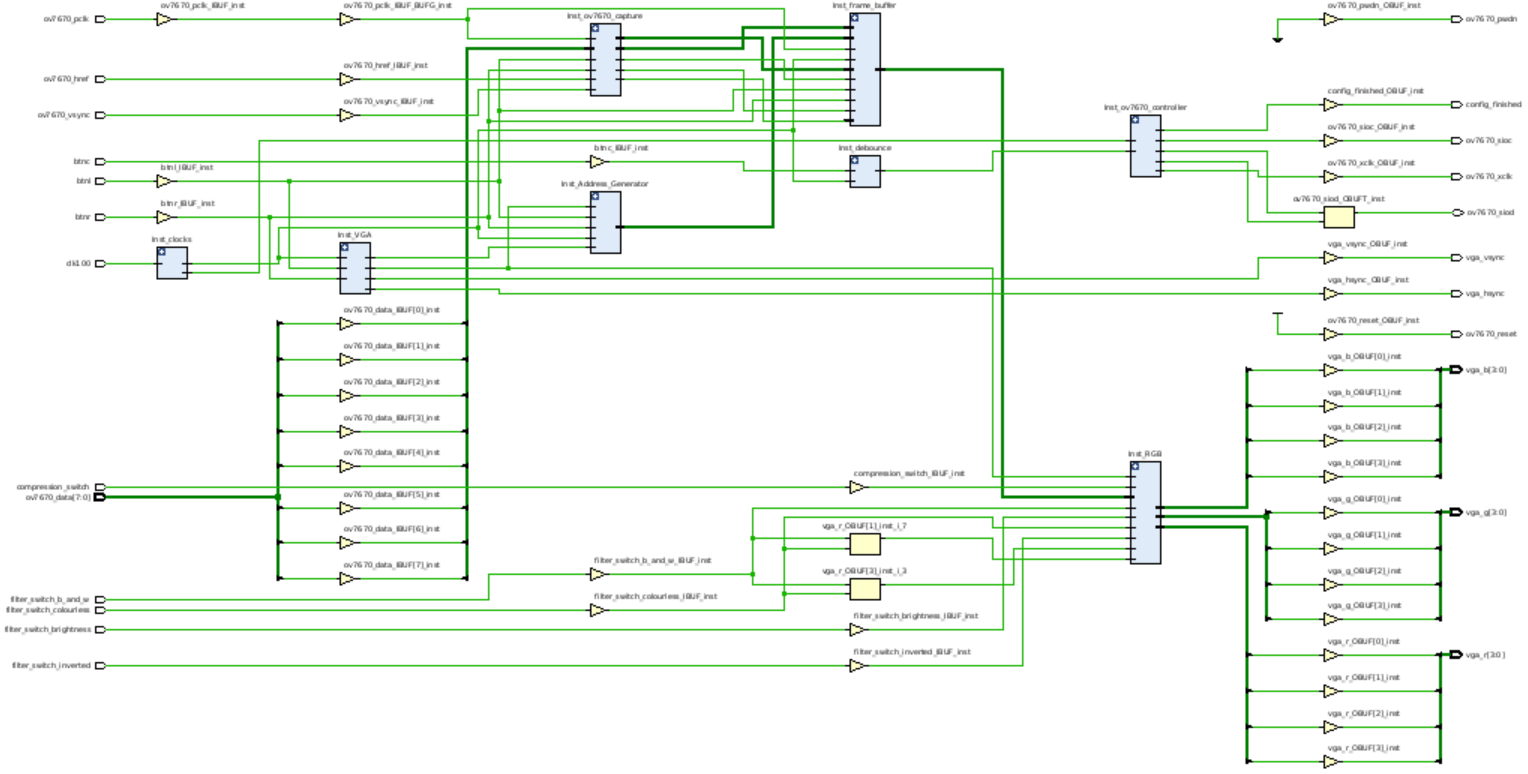 ov7670_pclk
ov7670_pclk_IBUF_inst
ov7670_pclk_IBUF_BUFG_inst
Inst_ov7670_capture
Inst_frame_buffer
ov7670_pwdn_OBUF_inst
ov7670_pwdn
ov7670_href
ov7670_href_IBUF_inst
ov7670_vsync
ov7670_vsync_IBUF_inst
Inst_ov7670_controller
config_finished_OBUF_inst
config_finished
ov7670_sioc_OBUF_inst
ov7670_sioc
btnc
btnc_IBUF_inst
Inst_debounce
ov7670_xclk_OBUF_inst
ov7670_xclk
btnl
btnl_IBUF_inst
Inst_Address_Generator
ov7670_siod_OBUFT_inst
ov7670_siod
btnr
btnr_IBUF_inst
Inst_clocks
Inst_VGA
clk100
vga_vsync_OBUF_inst
vga_vsync
vga_hsync_OBUF_inst
vga_hsync
ov7670_reset_OBUF_inst
ov7670_reset
ov7670_data_IBUF[0]_inst
ov7670_data_IBUF[1]_inst
ov7670_data_IBUF[2]_inst
ov7670_data_IBUF[3]_inst
ov7670_data_IBUF[4]_inst
ov7670_data_IBUF[5]_inst
ov7670_data_IBUF[6]_inst
ov7670_data_IBUF[7]_inst
compression_switch
ov7670_data[7:0]
compression_switch_IBUF_inst
Inst_RGB
vga_r_OBUF[1]_inst_i_7
vga_r_OBUF[3]_inst_i_3
filter_switch_b_and_w_IBUF_inst
filter_switch_b_and_w
filter_switch_colourless
filter_switch_colourless_IBUF_inst
filter_switch_brightness
filter_switch_brightness_IBUF_inst
filter_switch_inverted
filter_switch_inverted_IBUF_inst
vga_b_OBUF[0]_inst
vga_b[3:0]
vga_b_OBUF[1]_inst
vga_b_OBUF[2]_inst
vga_b_OBUF[3]_inst
vga_g_OBUF[0]_inst
vga_g[3:0]
vga_g_OBUF[1]_inst
vga_g_OBUF[2]_inst
vga_g_OBUF[3]_inst
vga_r_OBUF[0]_inst
vga_r[3:0]
vga_r_OBUF[1]_inst
vga_r_OBUF[2]_inst
vga_r_OBUF[3]_inst